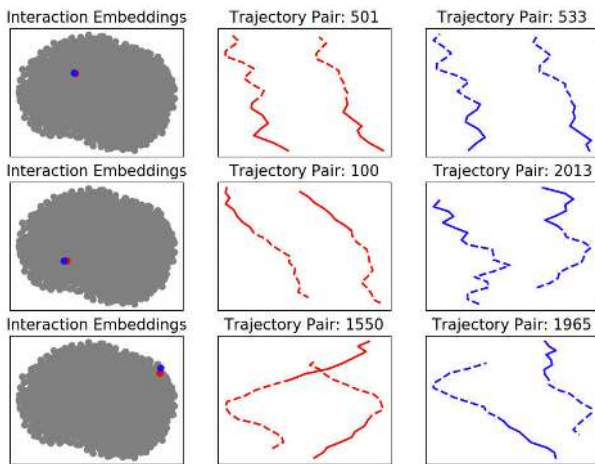 Interaction Embeddings Trajectory Pair: 501 Trajectory Pair: 533
Interaction Embeddings Trajectory Pair: 100 Trajectory Pair: 2013
Interaction Embeddings Trajectory Pair: 1550 Trajectory Pair: 1965